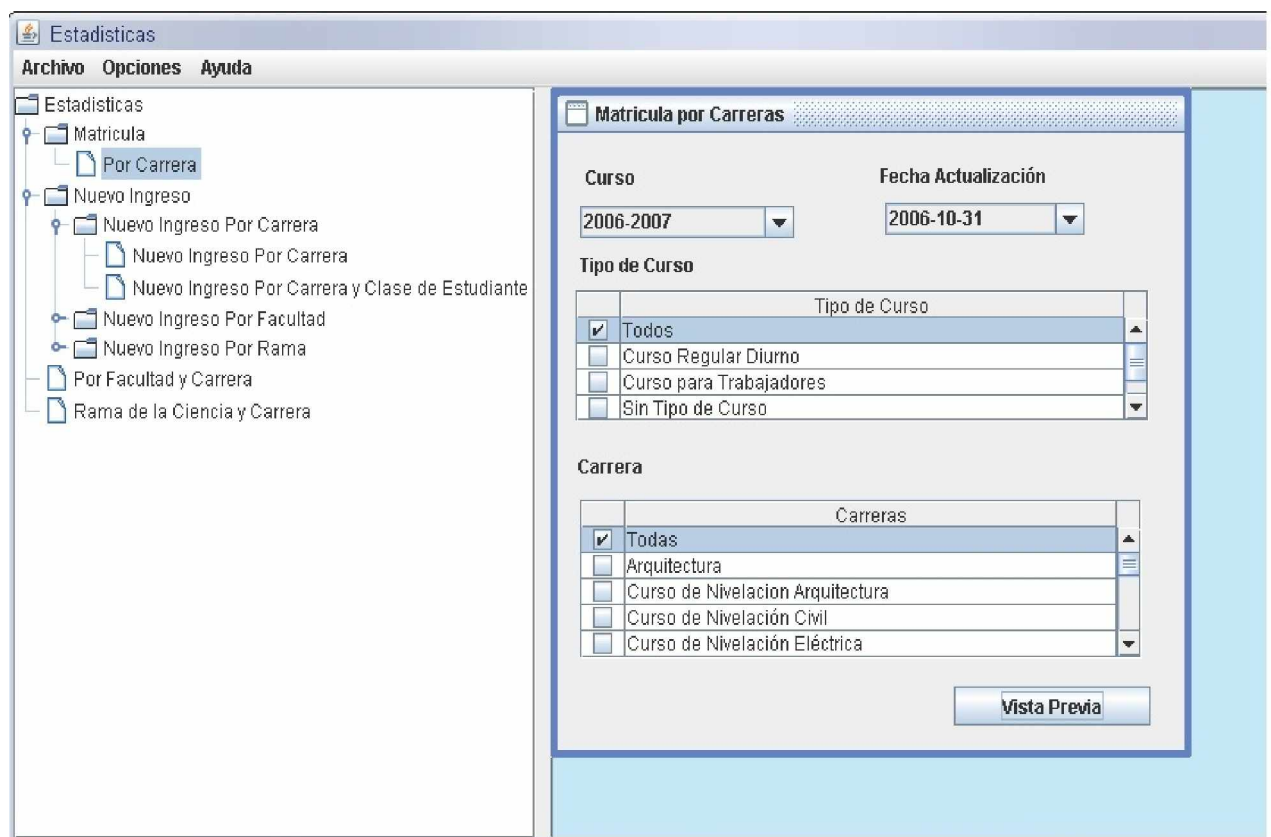 Estadisticas
Archivo Opciones Ayuda
Estadisticas
Matricula
Por Carrera
Nuevo Ingreso
Nuevo Ingreso Por Carrera
Nuevo Ingreso Por Carrera
Nuevo Ingreso Por Carrera y Clase de Estudiante
Nuevo Ingreso Por Facultad
Nuevo Ingreso Por Rama
Por Facultad y Carrera
Rama de la Ciencia y Carrera
Matricula por Carreras
Curso Fecha Actualización
2006-2007 2006-10-31
Tipo de Curso
Tipo de Curso
Todos
Curso Regular Diurno
Curso para Trabajadores
Sin Tipo de Curso
Carrera
Carreras
Todas
Arquitectura
Curso de Nivelacion Arquitectura
Curso de Nivelación Civil
Curso de Nivelación Eléctrica
Vista Previa